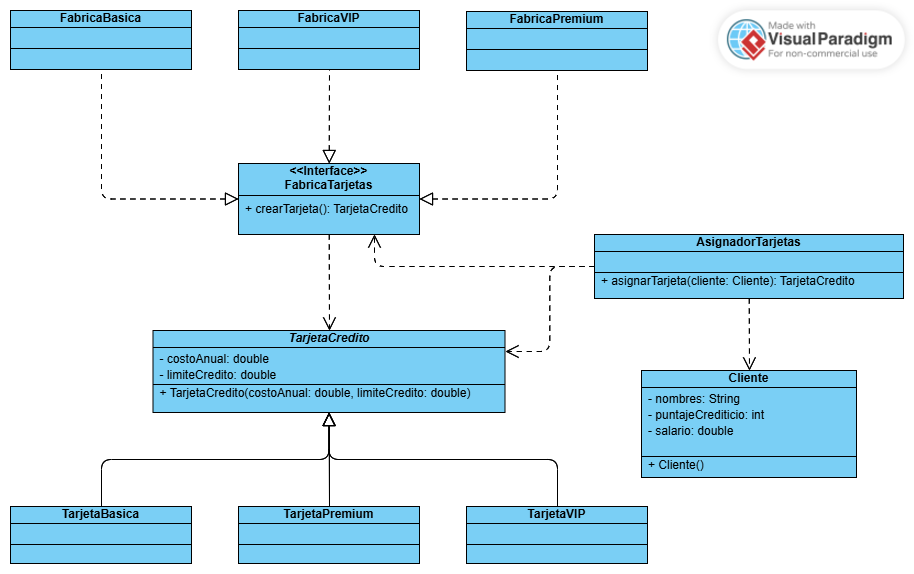 FabricaBasica
FabricaVIP
FabricaPremium
Made with
Visual Paradigm
For non-commercial use
<<Interface>>
FabricaTarjetas
+ crearTarjeta(): TarjetaCredito
AsignadorTarjetas
+ asignarTarjeta(cliente: Cliente): TarjetaCredito
TarjetaCredito
- costoAnual: double
- limiteCredito: double
+ TarjetaCredito(costoAnual: double, limiteCredito: double)
Cliente
- nombres: String
- puntajeCrediticio: int
- salario: double
+ Cliente()
TarjetaBasica
TarjetaPremium
TarjetaVIP